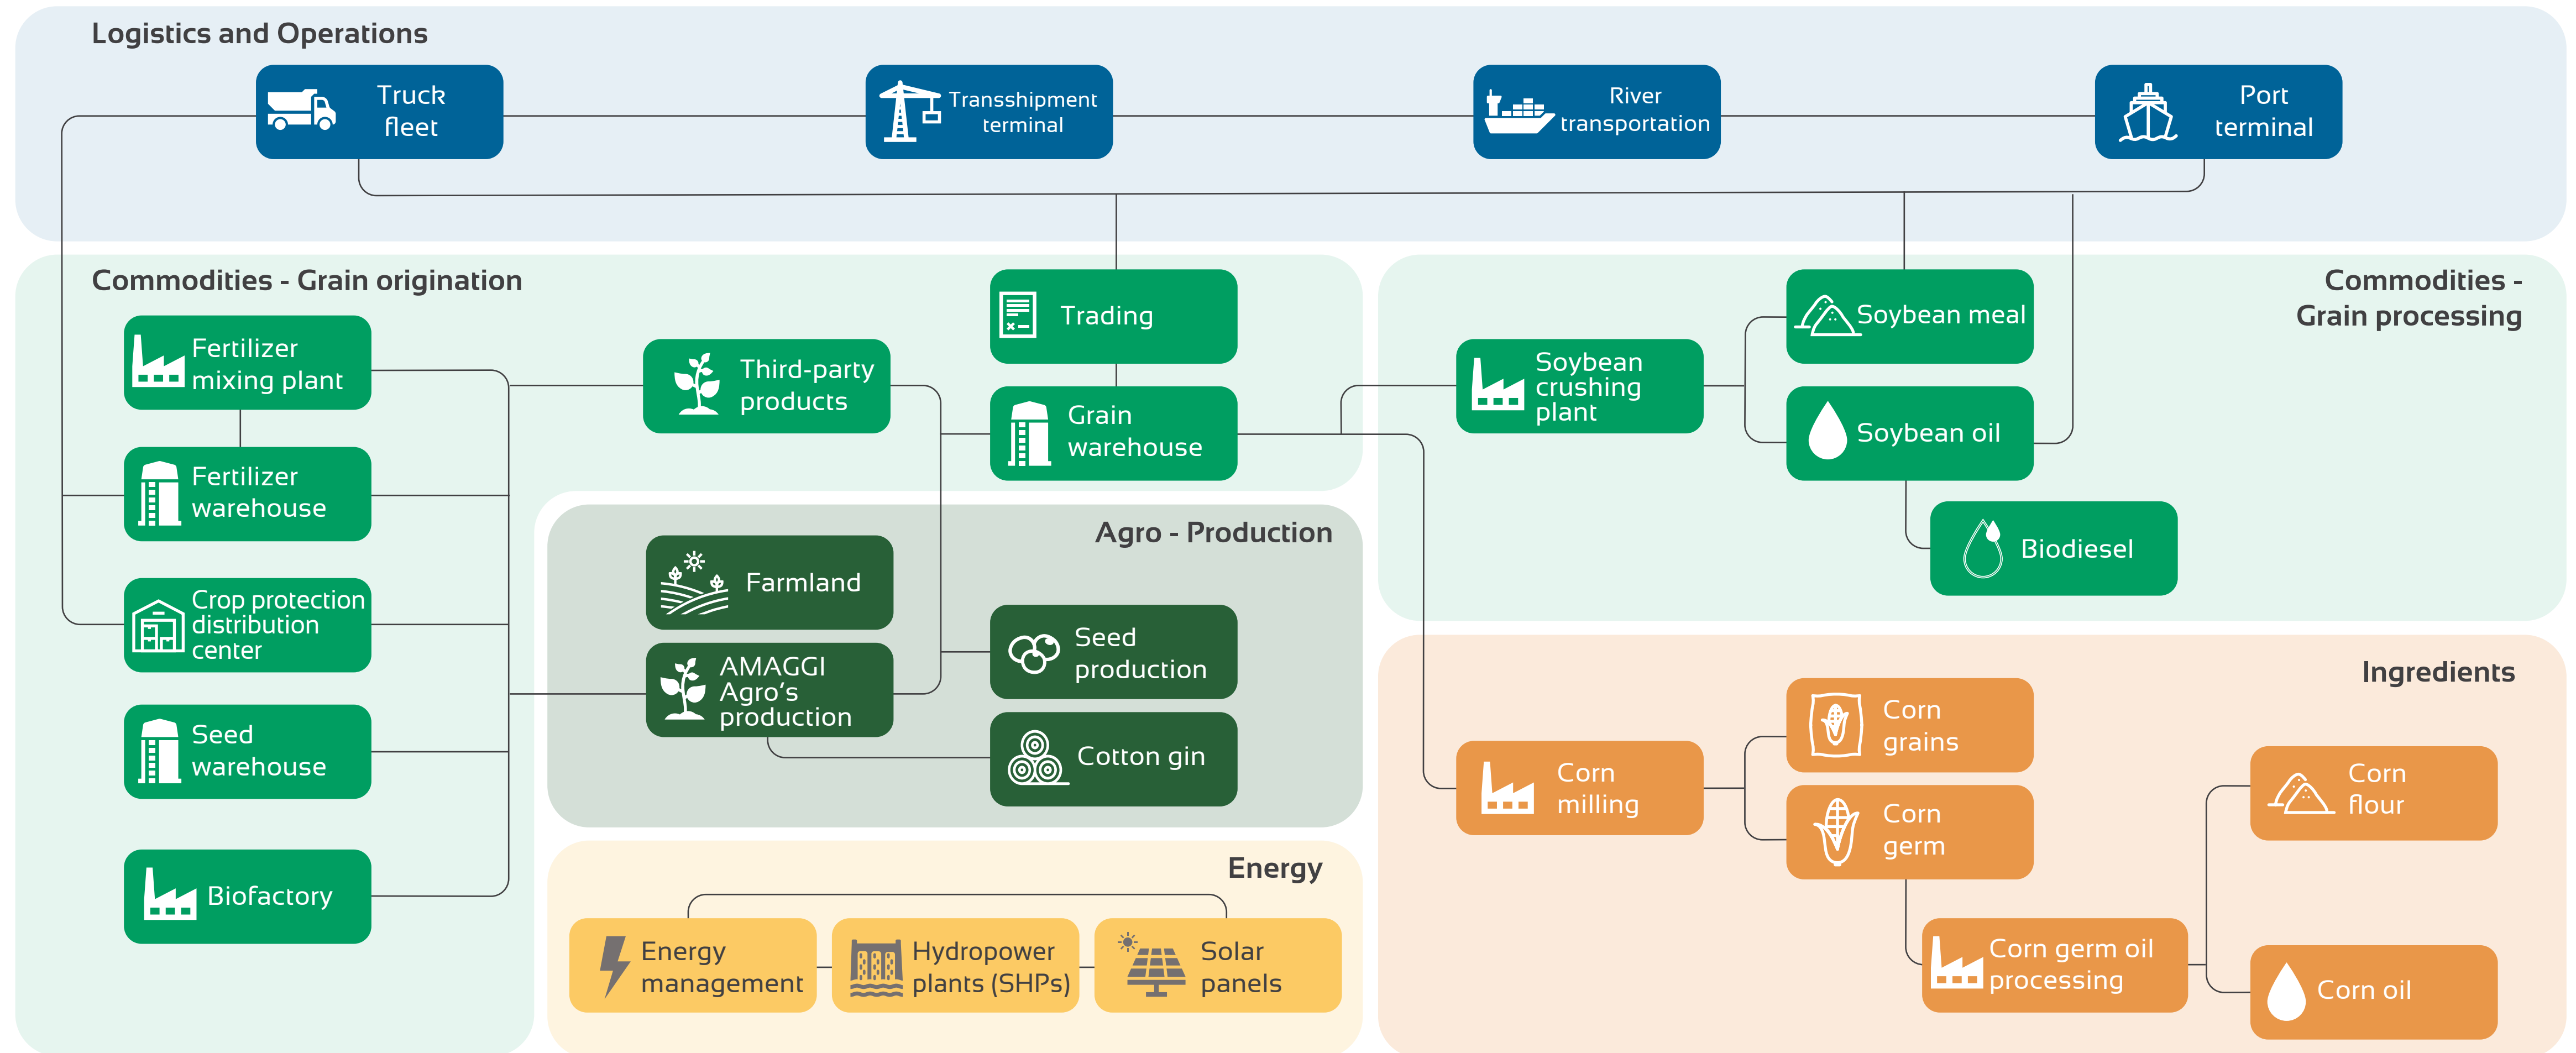 Logistics and Operations
Truck
fleet
Transshipment
terminal
River
transportation
Port
terminal
Commodities - Grain origination
Fertilizer
mixing plant
Fertilizer
warehouse
Crop protection
distribution
center
Seed
warehouse
Biofactory
Third-party
products
Trading
Grain
warehouse
Agro - Production
Farmland
AMAGGI
Agro’s
production
Seed
production
Cotton gin
Energy
Energy
management
Hydropower
plants (SHPs)
Solar
panels
Commodities -
Grain processing
Soybean
crushing
plant
Soybean meal
Soybean oil
Biodiesel
Ingredients
Corn
milling
Corn
grains
Corn
germ
Corn germ oil
processing
Corn
flour
Corn oil